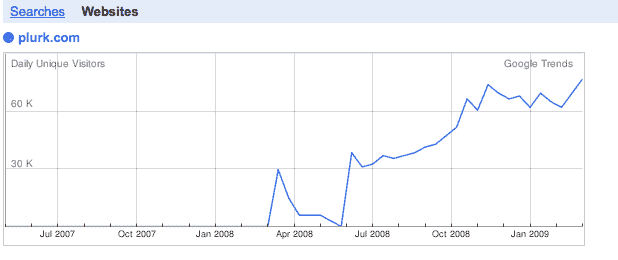 Searches Websites
plurk.com
Daily Unique Visitors Google Trends
60 K
30 K
Jul 2007 Oct 2007 Jan 2008 Apr 2008 Jul 2008 Oct 2008 Jan 2009